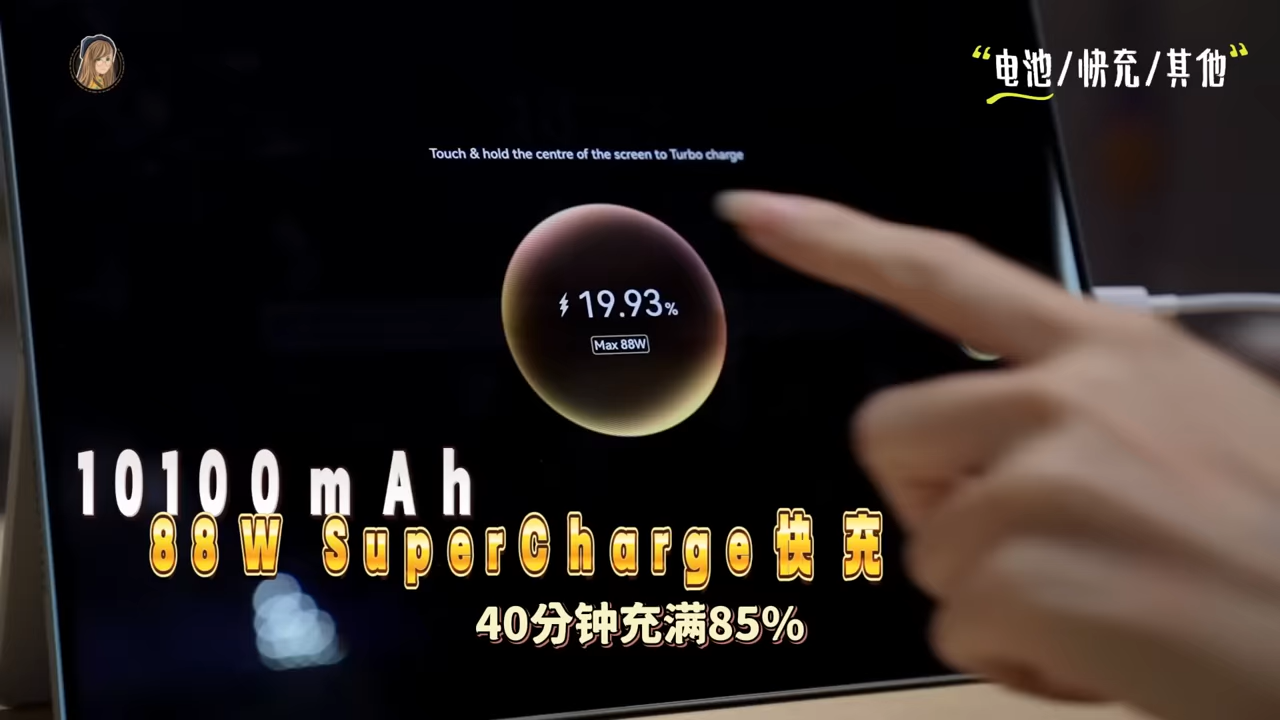 “电池/快充/其他”
Touch & hold the centre of the screen to Turbo charge
19.93%
Max 88W
10100mAh
88W SuperCharge快充
40分钟充满85%